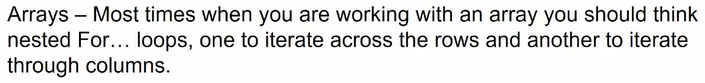 Arrays – Most times when you are working with an array you should think
nested For… loops, one to iterate across the rows and another to iterate
through columns.